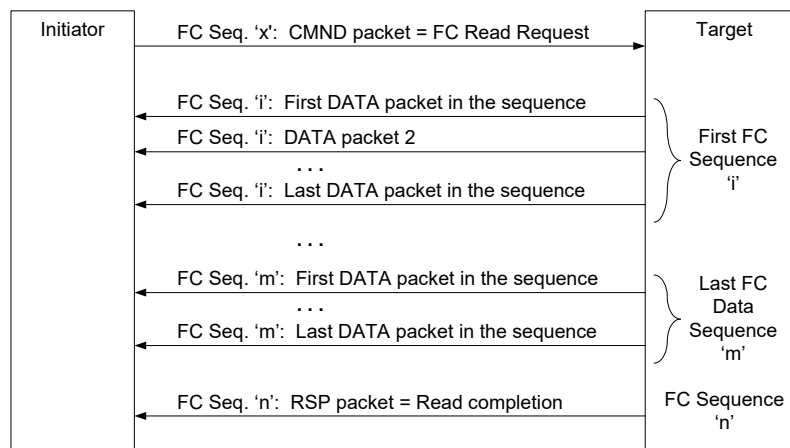 Initiator
FC Seq. ‘x': CMND packet = FC Read Request
Target
FC Seq. ‘i’: First DATA packet in the sequence
FC Seq. ‘i’: DATA packet 2
. . .
FC Seq. ‘i’: Last DATA packet in the sequence
First FC
Sequence
‘i’
. . .
FC Seq. ‘m’: First DATA packet in the sequence
. . .
FC Seq. ‘m’: Last DATA packet in the sequence
Last FC
Data
Sequence
‘m’
FC Seq. ‘n’: RSP packet = Read completion
FC Sequence
‘n’